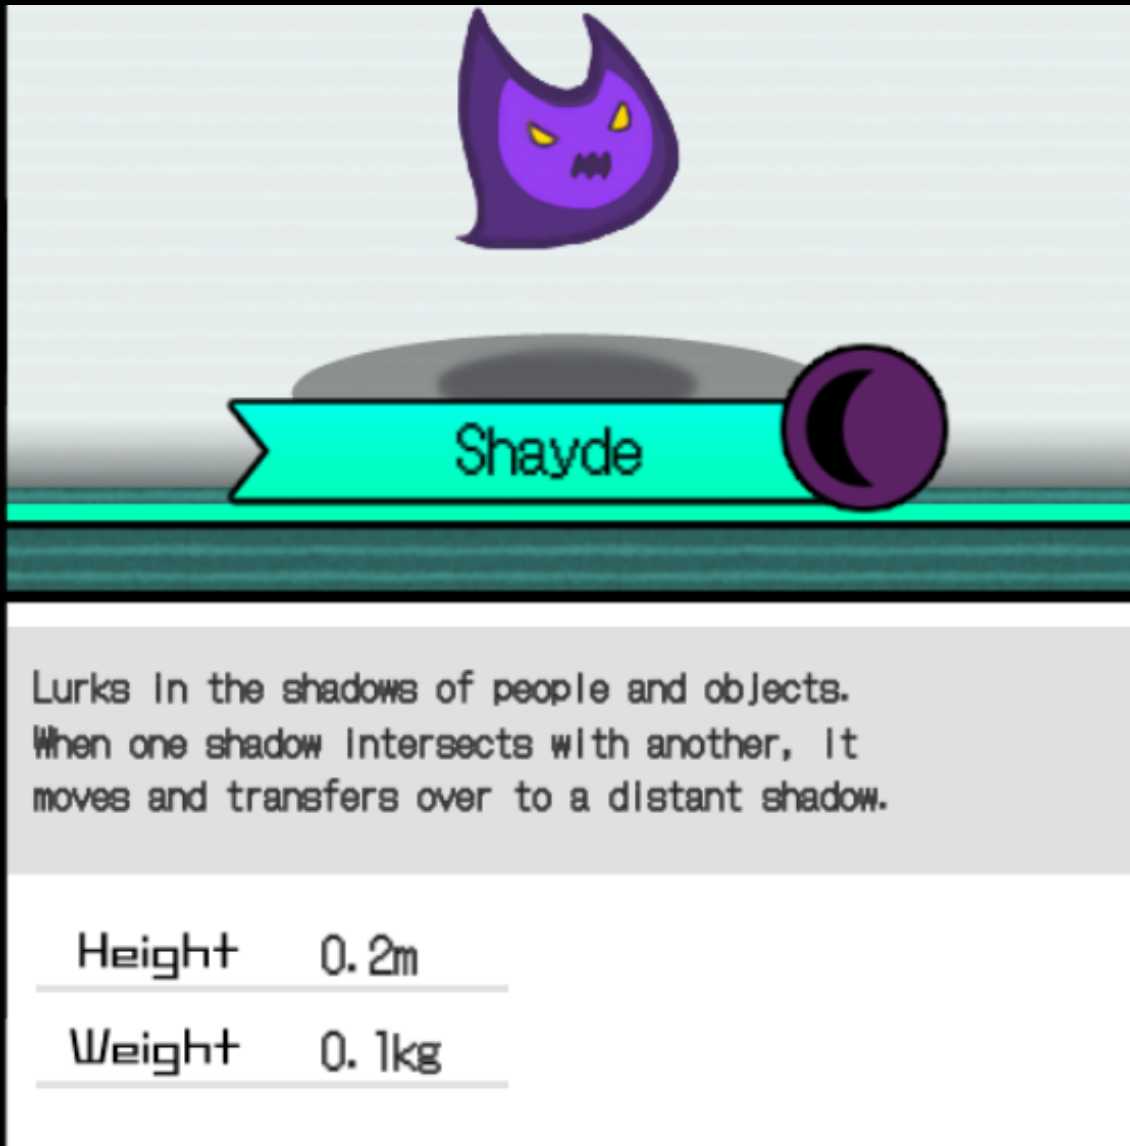 Shayde
Lurks in the shadows of people and objects.
When one shadow intersects with another, it
moves and transfers over to a distant shadow.
Height 0.2m
Weight 0.1kg